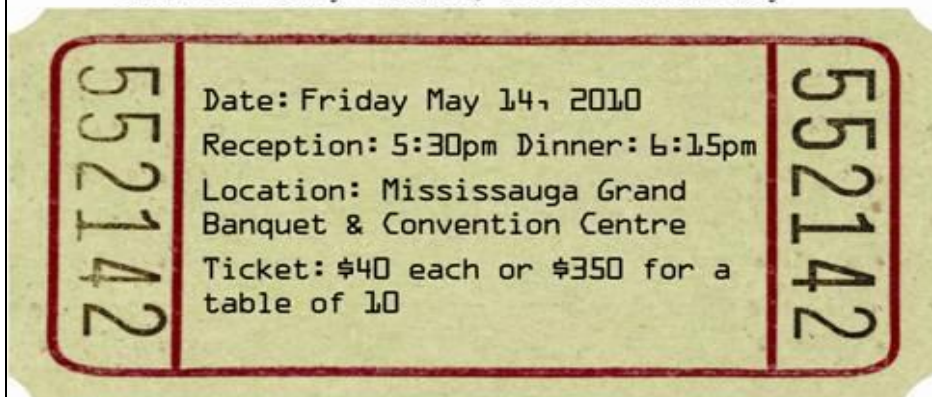 552142
Date: Friday May 14, 2010
Reception: 5:30pm Dinner: 6:15pm
Location: Mississauga Grand
Banquet & Convention Centre
Ticket: $40 each or $350 for a
table of 10
552142